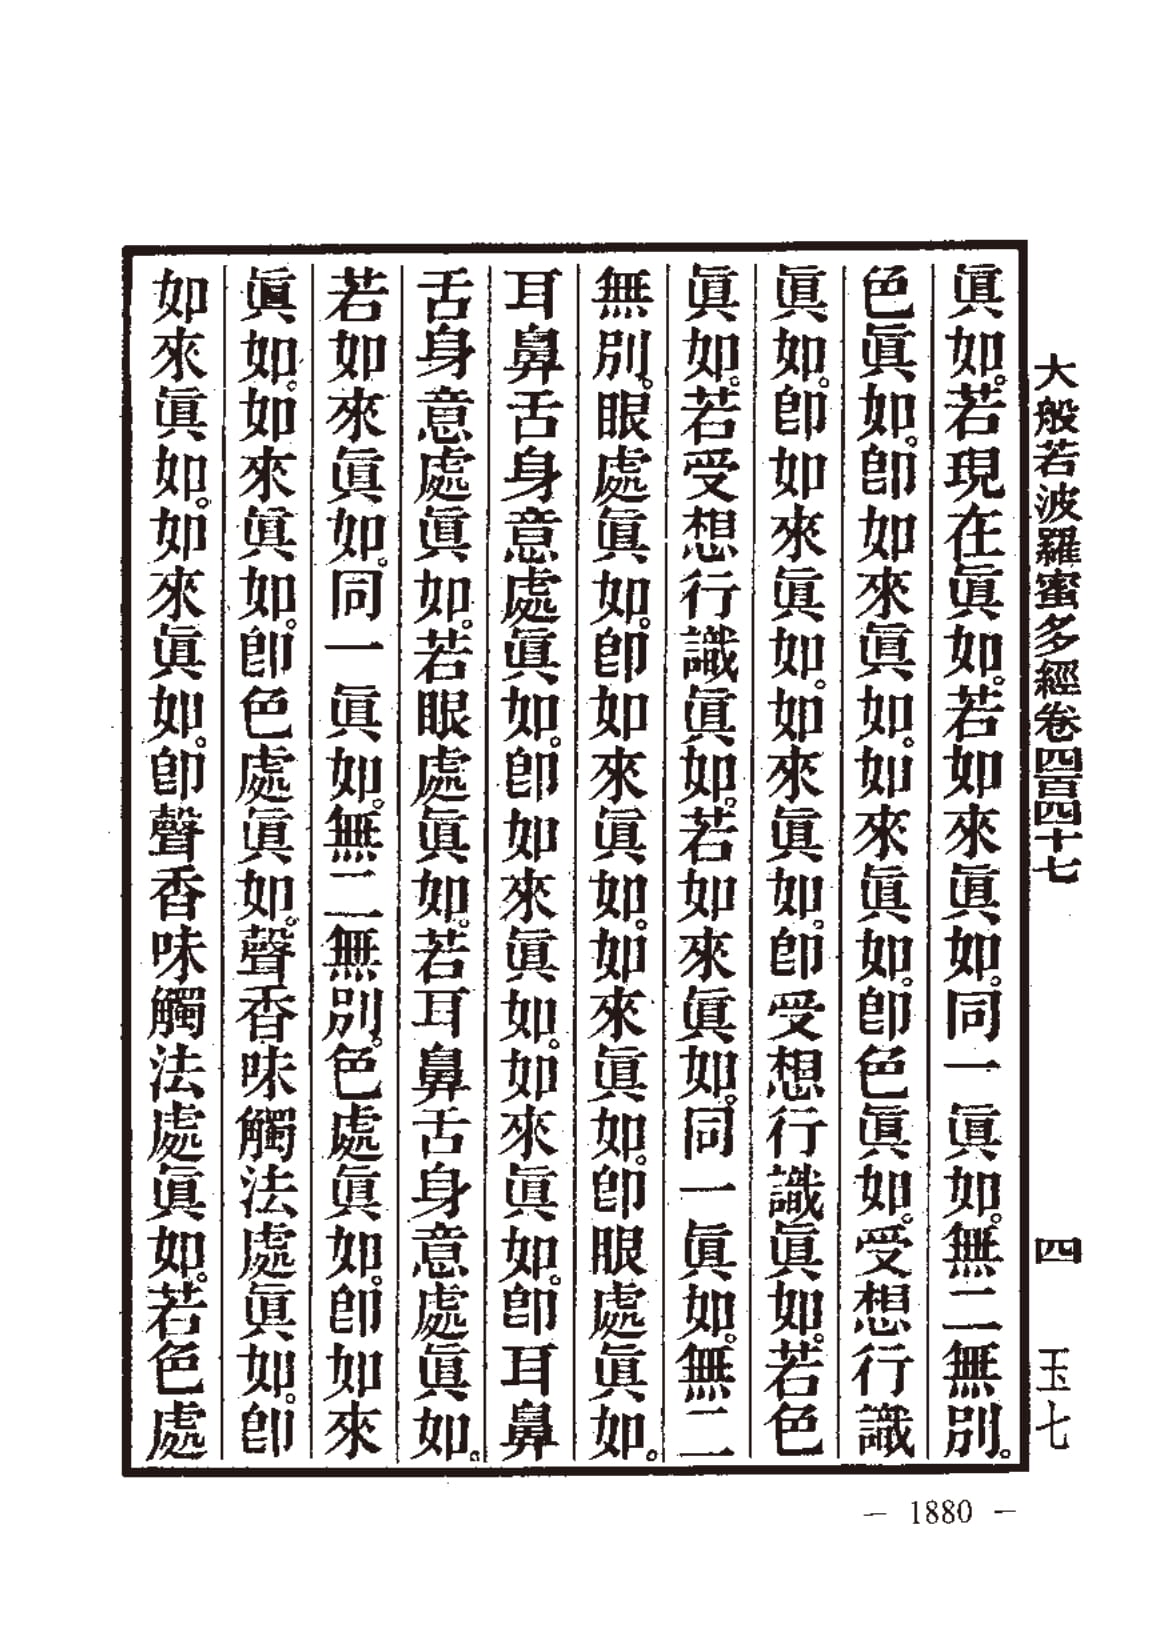 大般若波羅蜜多經卷四百四十七 四 玉七
眞如。若現在眞如。若如來眞如。同一眞如。無二無別。
色眞如。卽如來眞如。如來眞如。卽色眞如。受想行識
眞如。卽如來眞如。如來眞如。卽受想行識眞如。若色
眞如。若受想行識眞如。若如來眞如。同一眞如。無二
無別。眼處眞如。卽如來眞如。如來眞如。卽眼處眞如。
耳鼻舌身意處眞如。卽如來眞如。如來眞如。卽耳鼻
舌身意處眞如。若眼處眞如。若耳鼻舌身意處眞如。
若如來眞如。同一眞如。無二無別。色處眞如。卽如來
眞如。如來眞如。卽色處眞如。聲香味觸法處眞如。卽
如來眞如。如來眞如。卽聲香味觸法處眞如。若色處
— 1880 —